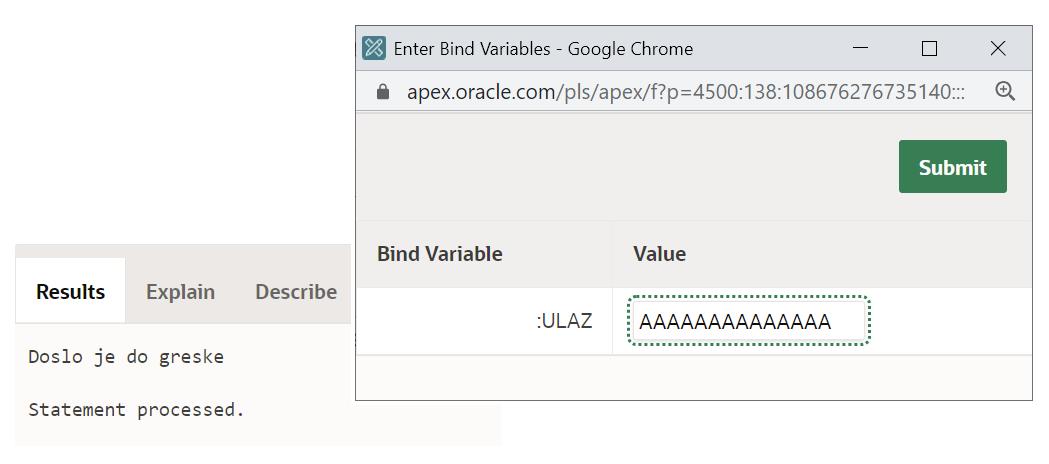 Enter Bind Variables - Google Chrome
apex.oracle.com/pls/apex/f?p=4500:138:108676276735140:::
Submit
Bind Variable Value
:ULAZ AAAAAAAAAAAAAA
Results Explain Describe
Doslo je do greske
Statement processed.